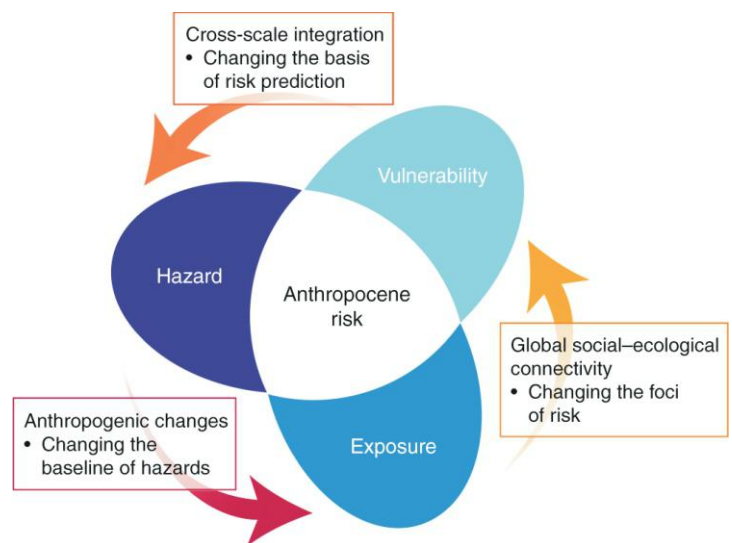 Cross-scale integration
• Changing the basis
of risk prediction
Vulnerability
Hazard
Anthropocene
risk
Global social–ecological
connectivity
• Changing the foci
of risk
Anthropogenic changes
• Changing the
baseline of hazards
Exposure